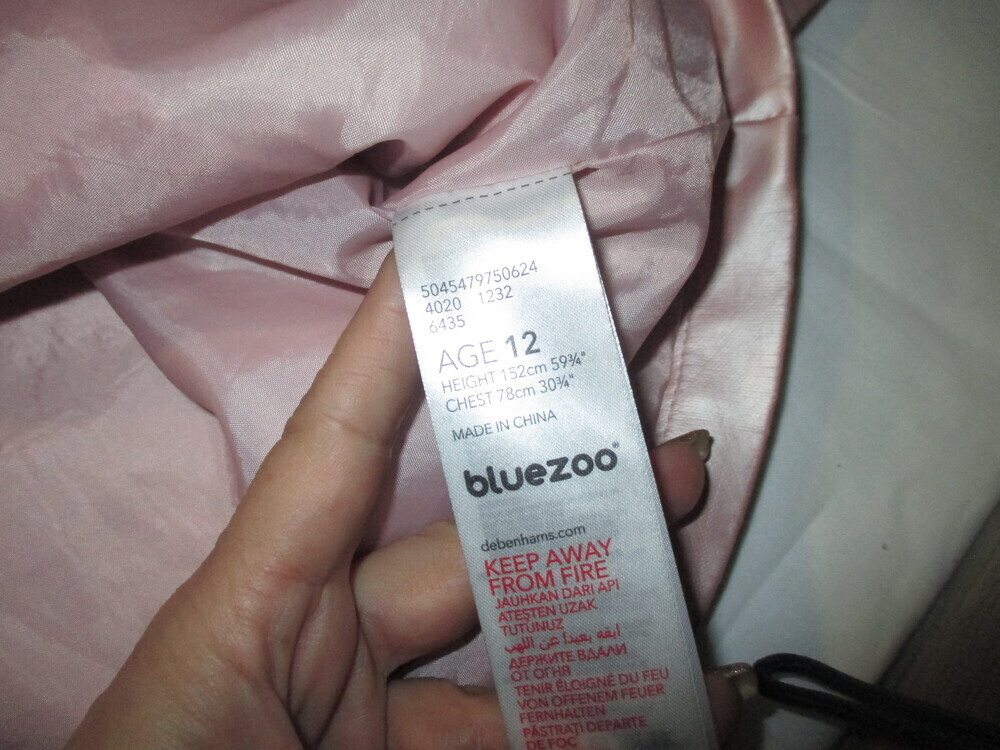 5045479750624
4020 1232
6435
AGE 12
HEIGHT 152cm 59¾"
CHEST 78cm 30¾"
MADE IN CHINA
bluezoo®
debenhams.com
KEEP AWAY
FROM FIRE
JAUHKAN DARI API
ATEŞTEN UZAK
TUTUNUZ
ابقه بعيدا عن اللهب
ДЕРЖИТЕ ВДАЛИ
ОТ ОГНЯ
TENIR ÉLOIGNÉ DU FEU
VON OFFENEM FEUER
FERNHALTEN
PĂSTRAȚI DEPARTE
DE FOC